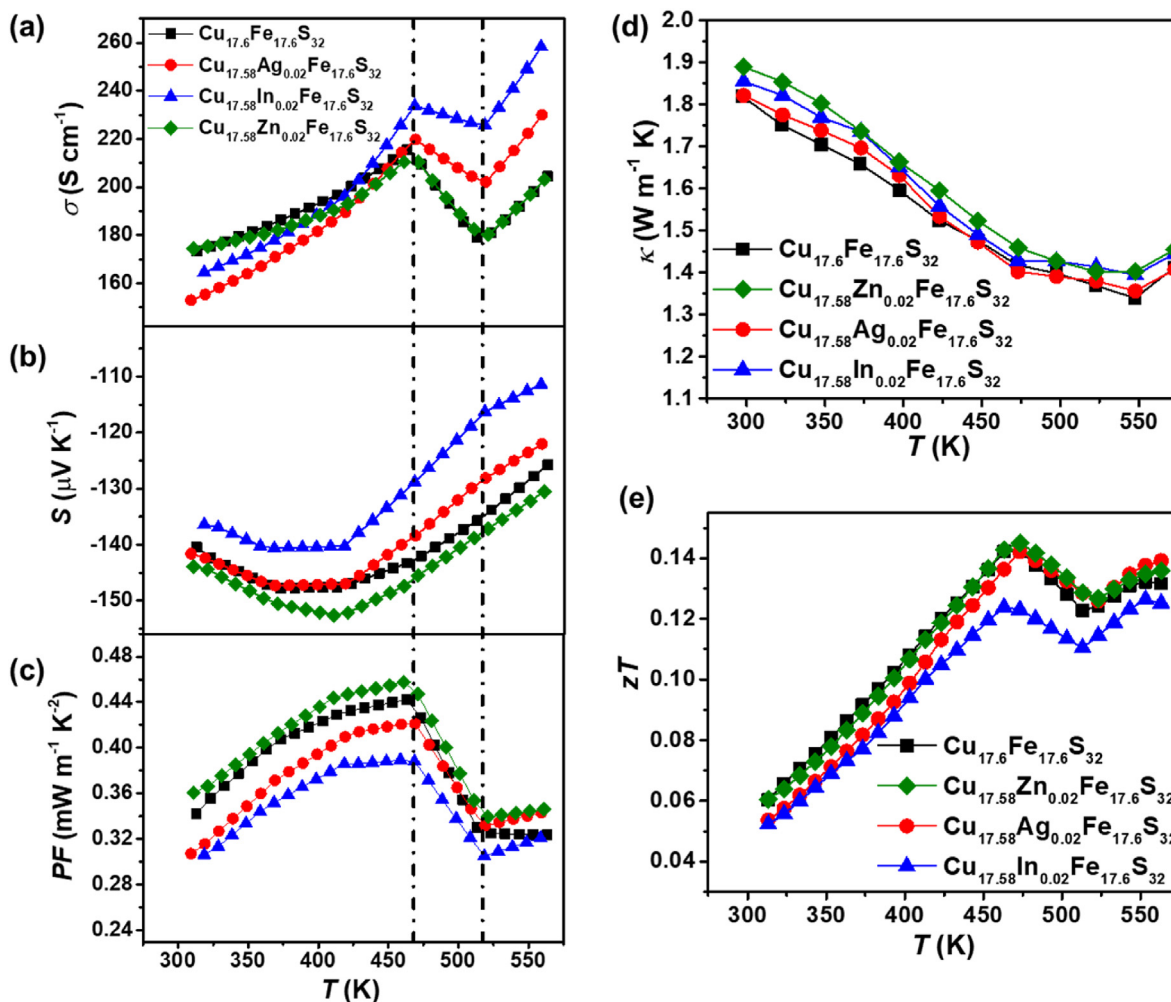 (a)
σ (S cm⁻¹)
260
240
220
200
180
160
Cu₁₇.₆Fe₁₇.₆S₃₂
Cu₁₇.₅₈Ag₀.₀₂Fe₁₇.₆S₃₂
Cu₁₇.₅₈In₀.₀₂Fe₁₇.₆S₃₂
Cu₁₇.₅₈Zn₀.₀₂Fe₁₇.₆S₃₂
(b)
S (μV K⁻¹)
-110
-120
-130
-140
-150
(c)
PF (mW m⁻¹ K⁻²)
0.48
0.44
0.40
0.36
0.32
0.28
0.24
300 350 400 450 500 550
T (K)
(d)
κ (W m⁻¹ K)
2.0
1.9
1.8
1.7
1.6
1.5
1.4
1.3
1.2
1.1
Cu₁₇.₆Fe₁₇.₆S₃₂
Cu₁₇.₅₈Zn₀.₀₂Fe₁₇.₆S₃₂
Cu₁₇.₅₈Ag₀.₀₂Fe₁₇.₆S₃₂
Cu₁₇.₅₈In₀.₀₂Fe₁₇.₆S₃₂
300 350 400 450 500 550
T (K)
(e)
zT
0.14
0.12
0.10
0.08
0.06
0.04
Cu₁₇.₆Fe₁₇.₆S₃₂
Cu₁₇.₅₈Zn₀.₀₂Fe₁₇.₆S₃₂
Cu₁₇.₅₈Ag₀.₀₂Fe₁₇.₆S₃₂
Cu₁₇.₅₈In₀.₀₂Fe₁₇.₆S₃₂
300 350 400 450 500 550
T (K)